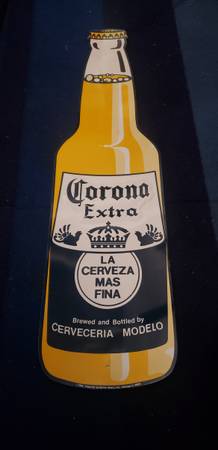 Corona
Extra
LA
CERVEZA
MAS
FINA
Brewed and Bottled by
CERVECERIA MODELO